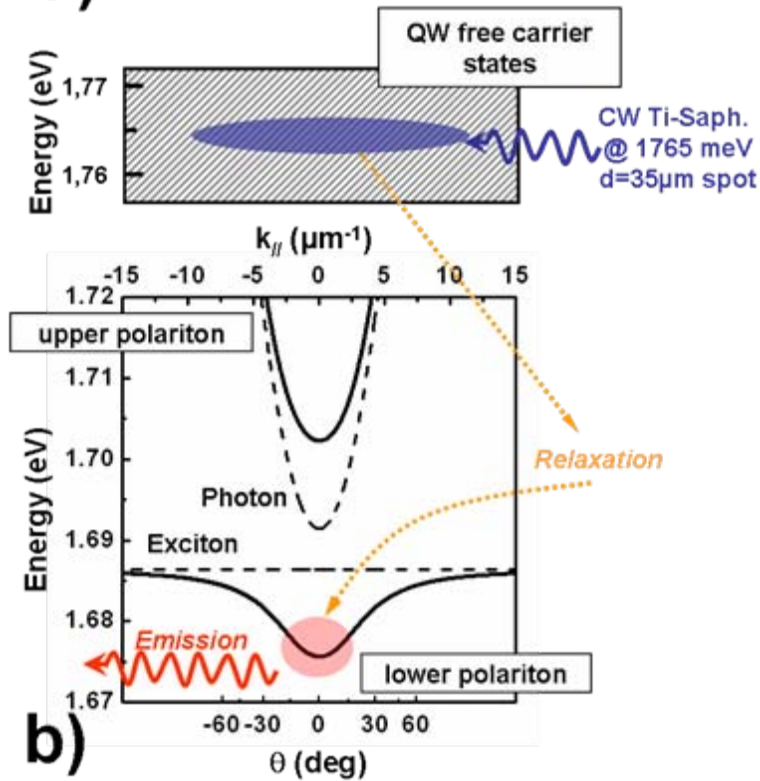 QW free carrier
states
Energy (eV)
1,77
1,76
CW Ti-Saph.
@ 1765 meV
d=35µm spot
k// (µm-1)
-15 -10 -5 0 5 10 15
1.72
upper polariton
1.71
Energy (eV)
1.70
Relaxation
Photon
1.69
Exciton
1.68
Emission
lower polariton
1.67
-60 -30 0 30 60
b)
θ (deg)